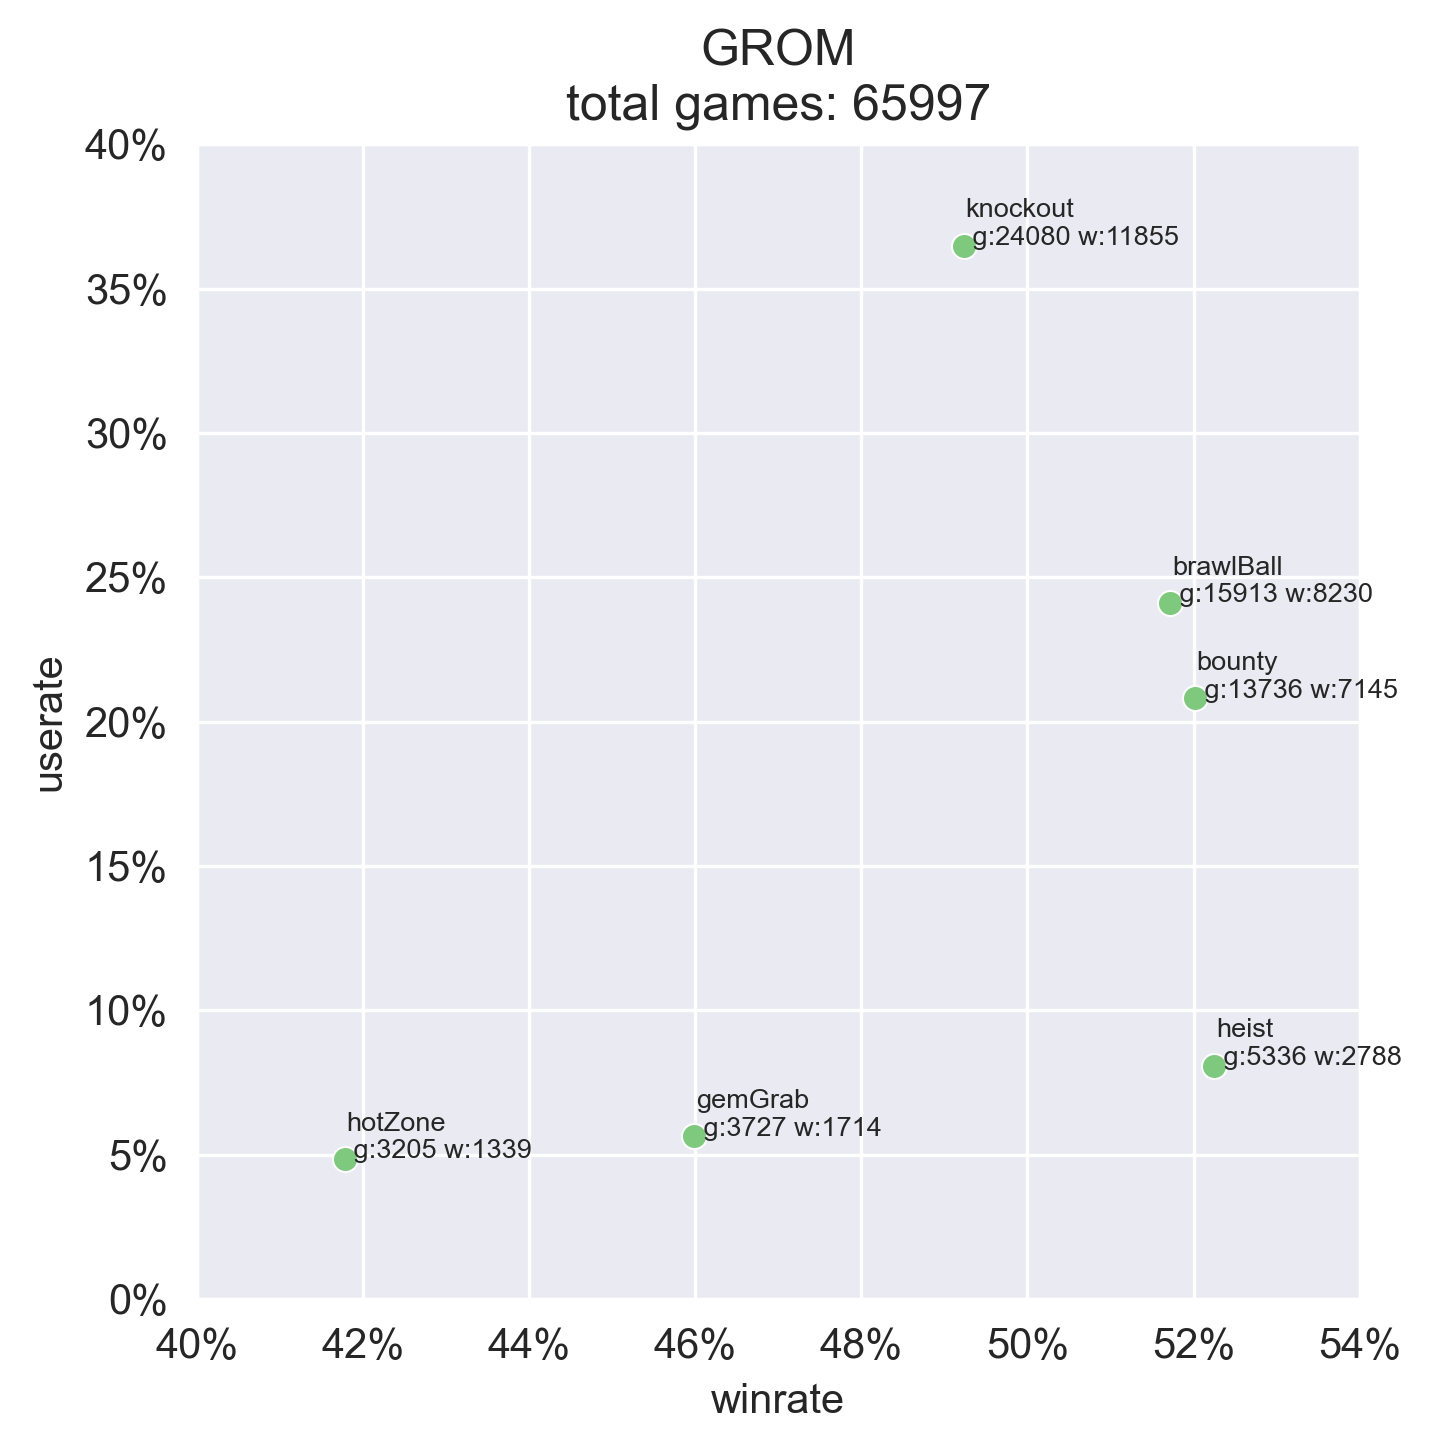 GROM
total games: 65997
40%
35%
30%
25%
20%
15%
10%
5%
0%
userate
knockout
g:24080 w:11855
brawlBall
g:15913 w:8230
bounty
g:13736 w:7145
heist
g:5336 w:2788
gemGrab
g:3727 w:1714
hotZone
g:3205 w:1339
40% 42% 44% 46% 48% 50% 52% 54%
winrate